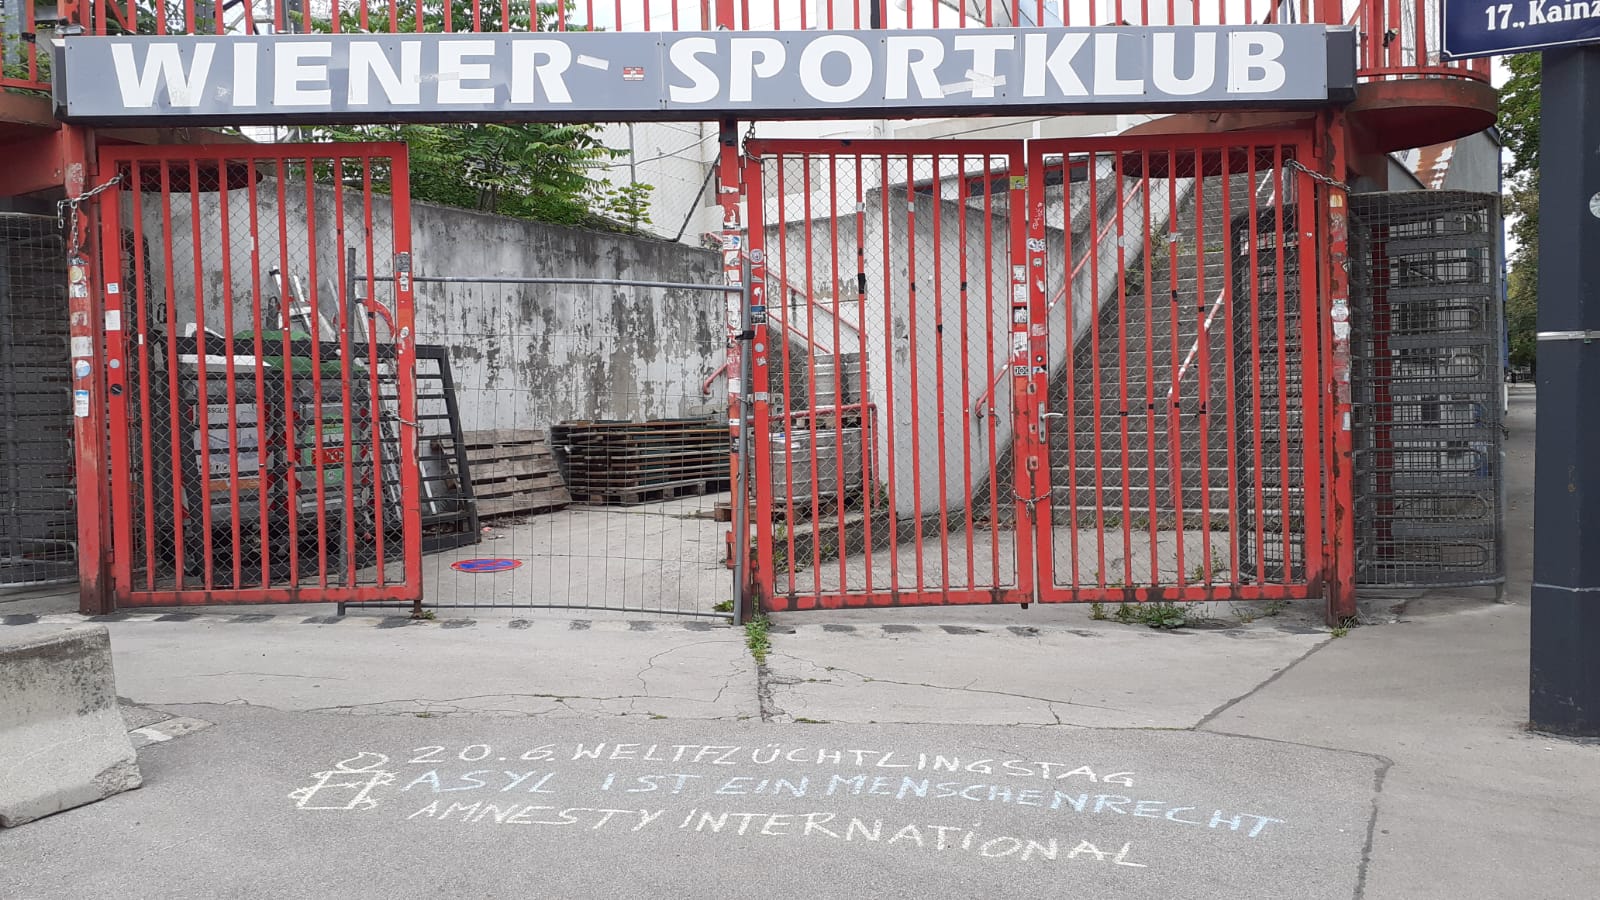 WIENER - SPORTKLUB
17., Kainz
20.6. WELTFLÜCHTLINGSTAG
ASYL IST EIN MENSCHENRECHT
AMNESTY INTERNATIONAL